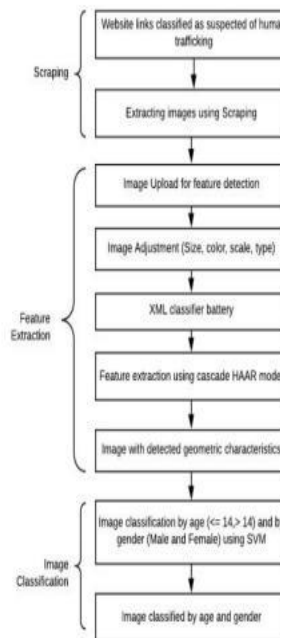 Website links classified as suspected of human
trafficking
Scraping
Extracting images using Scraping
Image Upload for feature detection
Image Adjustment (Size, color, scale, type)
XML classifier battery
Feature
Extraction
Feature extraction using cascade HAAR mode
Image with detected geometric characteristics
Image classification by age (<= 14,> 14) and b
gender (Male and Female) using SVM
Image
Classification
Image classified by age and gender